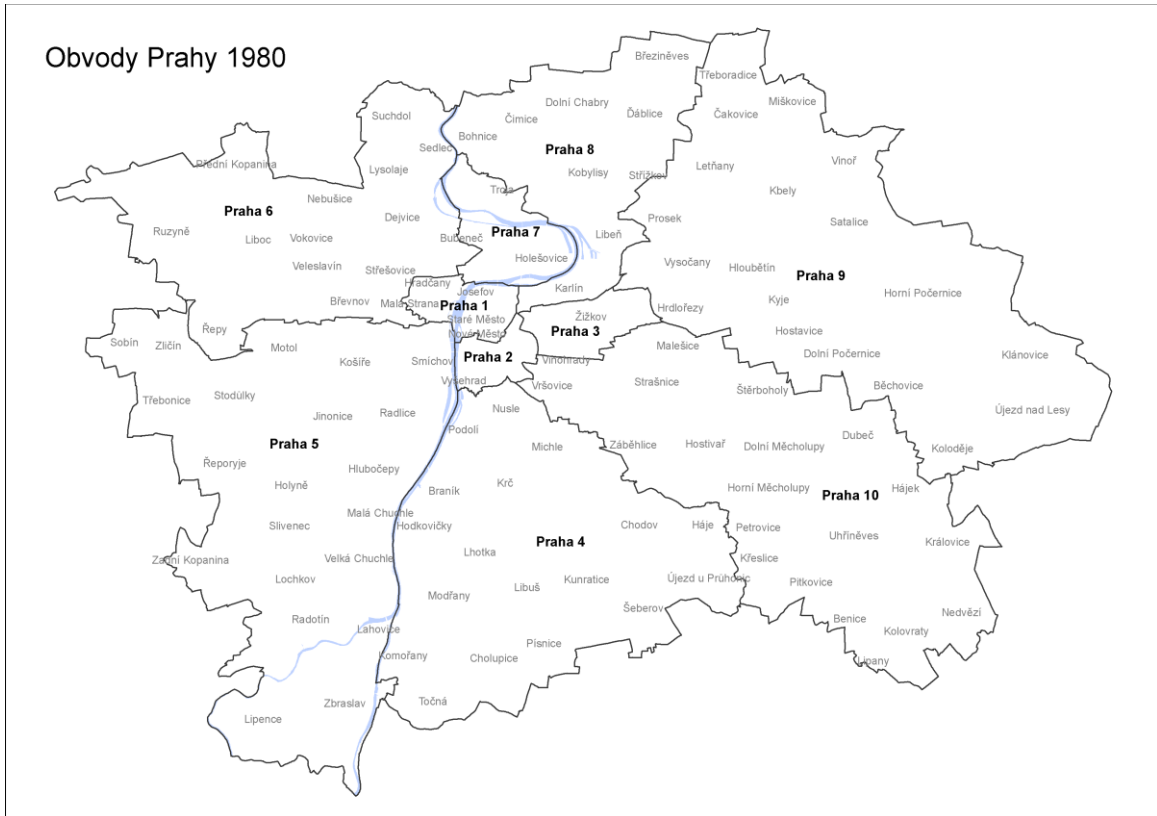 Obvody Prahy 1980
Březiněves
Třeboradice
Miškovice
Dolní Chabry
Čimice
Ďáblice
Čakovice
Suchdol
Bohnice
Sedlec
Praha 8
Přední Kopanina
Lysolaje
Kobylisy
Střížkov
Letňany
Vinoř
Nebušice
Troja
Kbely
Praha 6
Dejvice
Prosek
Satalice
Ruzyně
Liboc
Vokovice
Bubeneč
Praha 7
Libeň
Veleslavín
Střešovice
Holešovice
Vysočany
Hloubětín
Praha 9
Hradčany
Josefov
Karlín
Horní Počernice
Břevnov
Malá Strana
Praha 1
Hrdlořezy
Kyje
Staré Město
Žižkov
Řepy
Nové Město
Praha 3
Hostavice
Sobín
Zličín
Motol
Malešice
Dolní Počernice
Klánovice
Košíře
Smíchov
Praha 2
Vinohrady
Vyšehrad
Vršovice
Strašnice
Štěrboholy
Běchovice
Třebonice
Stodůlky
Jinonice
Radlice
Nusle
Újezd nad Lesy
Praha 5
Podolí
Michle
Záběhlice
Hostivař
Dolní Měcholupy
Dubeč
Koloděje
Řeporyje
Hlubočepy
Holyně
Braník
Krč
Horní Měcholupy
Praha 10
Hájek
Malá Chuchle
Slivenec
Hodkovičky
Chodov
Háje
Petrovice
Uhříněves
Královice
Praha 4
Zadní Kopanina
Velká Chuchle
Lhotka
Křeslice
Lochkov
Libuš
Kunratice
Újezd u Průhonic
Pitkovice
Modřany
Šeberov
Radotín
Benice
Nedvězí
Lahovice
Kolovraty
Písnice
Komořany
Cholupice
Lipany
Zbraslav
Točná
Lipence